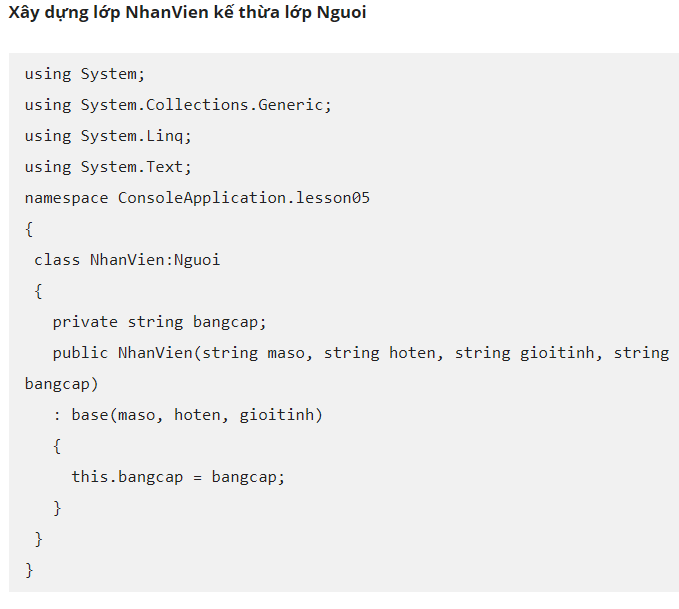 Xây dựng lớp NhanVien kế thừa lớp Nguoi
using System;
using System.Collections.Generic;
using System.Linq;
using System.Text;
namespace ConsoleApplication.lesson05
{
class NhanVien:Nguoi
{
private string bangcap;
public NhanVien(string maso, string hoten, string gioitinh, string
bangcap)
: base(maso, hoten, gioitinh)
{
this.bangcap = bangcap;
}
}
}